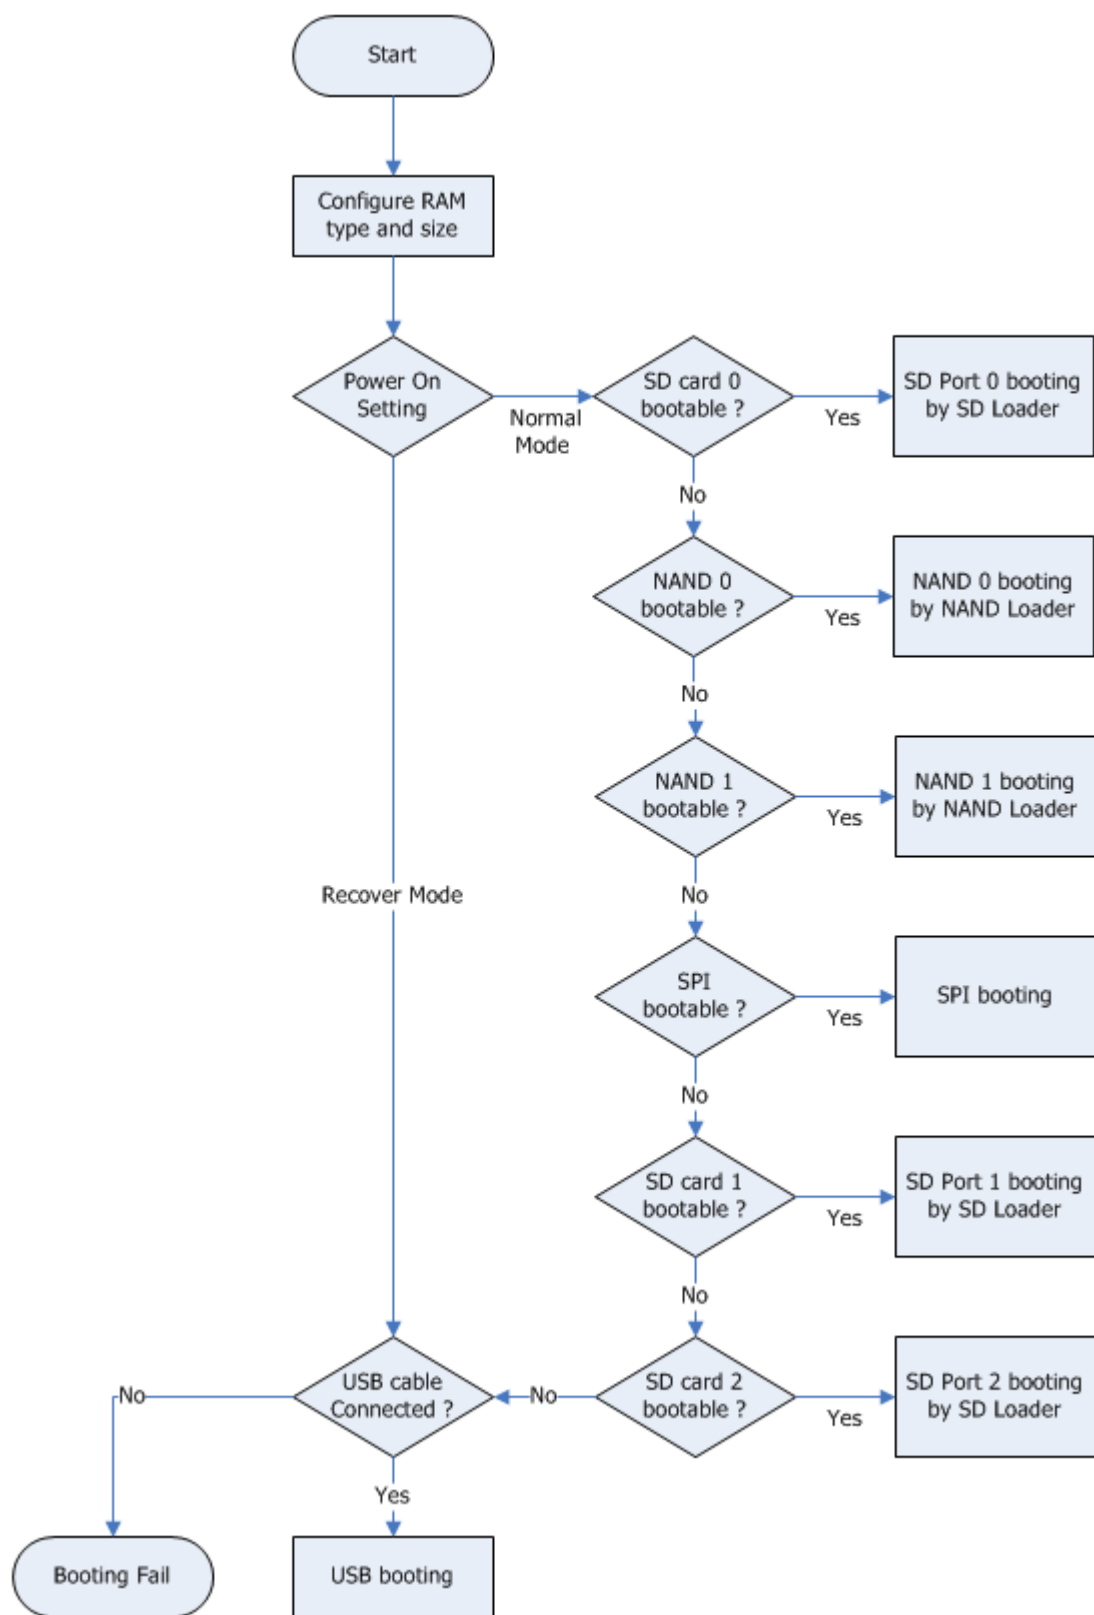 Start
Configure RAM
type and size
Power On
Setting
Normal
Mode
SD card 0
bootable ?
Yes
SD Port 0 booting
by SD Loader
No
NAND 0
bootable ?
Yes
NAND 0 booting
by NAND Loader
No
NAND 1
bootable ?
Yes
NAND 1 booting
by NAND Loader
No
Recover Mode
SPI
bootable ?
Yes
SPI booting
No
SD card 1
bootable ?
Yes
SD Port 1 booting
by SD Loader
No
SD card 2
bootable ?
Yes
SD Port 2 booting
by SD Loader
No
USB cable
Connected ?
No
Yes
Booting Fail
USB booting